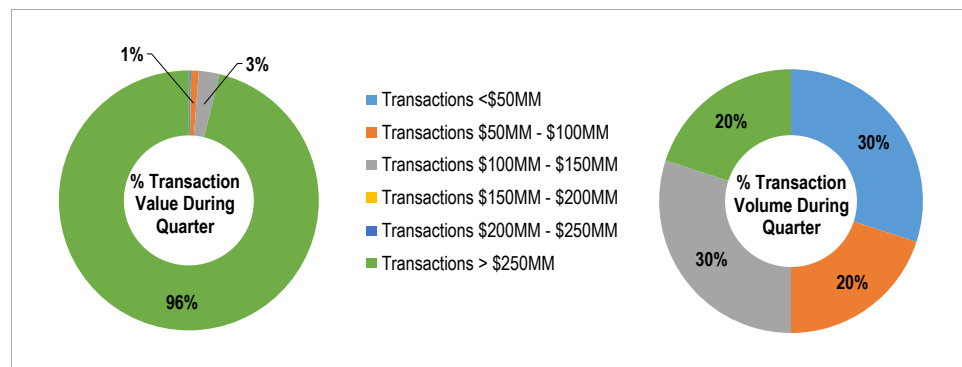 1%
3%
96%
% Transaction
Value During
Quarter
Transactions <$50MM
Transactions $50MM - $100MM
Transactions $100MM - $150MM
Transactions $150MM - $200MM
Transactions $200MM - $250MM
Transactions > $250MM
20%
30%
30%
20%
% Transaction
Volume During
Quarter